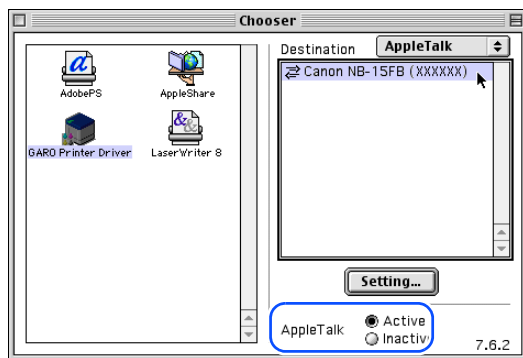 Chooser
AdobePS
AppleShare
GARO Printer Driver
LaserWriter 8
Destination
AppleTalk
Canon NB-15FB (XXXXXX)
Setting...
AppleTalk
Active
Inactiv
7.6.2